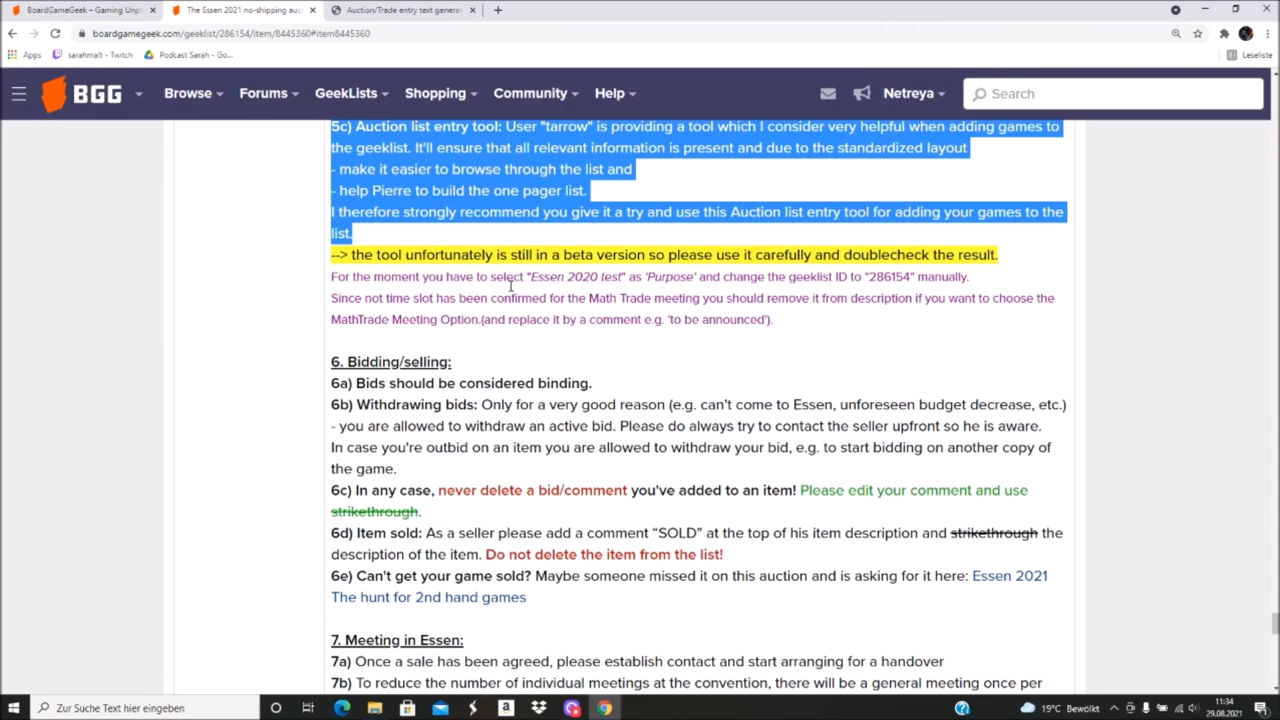 BoardGameGeek – Gaming Unpl
The Essen 2021 no-shipping auc
Auction/Trade entry text genera
boardgamegeek.com/geeklist/286154/item/8445360#item8445360
Apps
sarahmalt - Twitch
Podcast Sarah - Go...
Leseliste
BGG
Browse
Forums
GeekLists
Shopping
Community
Help
Netreya
Search
5c) Auction list entry tool: User "tarrow" is providing a tool which I consider very helpful when adding games to
the geeklist. It'll ensure that all relevant information is present and due to the standardized layout
- make it easier to browse through the list and
- help Pierre to build the one pager list.
I therefore strongly recommend you give it a try and use this Auction list entry tool for adding your games to the
list.
--> the tool unfortunately is still in a beta version so please use it carefully and doublecheck the result.
For the moment you have to select "Essen 2020 test" as 'Purpose' and change the geeklist ID to "286154" manually.
Since not time slot has been confirmed for the Math Trade meeting you should remove it from description if you want to choose the
MathTrade Meeting Option.(and replace it by a comment e.g. 'to be announced').
6. Bidding/selling:
6a) Bids should be considered binding.
6b) Withdrawing bids: Only for a very good reason (e.g. can't come to Essen, unforeseen budget decrease, etc.)
- you are allowed to withdraw an active bid. Please do always try to contact the seller upfront so he is aware.
In case you're outbid on an item you are allowed to withdraw your bid, e.g. to start bidding on another copy of
the game.
6c) In any case, never delete a bid/comment you've added to an item! Please edit your comment and use
strikethrough.
6d) Item sold: As a seller please add a comment “SOLD” at the top of his item description and strikethrough the
description of the item. Do not delete the item from the list!
6e) Can't get your game sold? Maybe someone missed it on this auction and is asking for it here: Essen 2021
The hunt for 2nd hand games
7. Meeting in Essen:
7a) Once a sale has been agreed, please establish contact and start arranging for a handover
7b) To reduce the number of individual meetings at the convention, there will be a general meeting once per
Zur Suche Text hier eingeben
19°C Bewölkt
11:34
29.08.2021